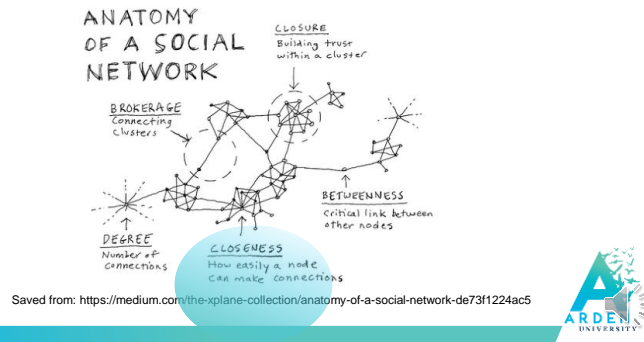 ANATOMY
OF A SOCIAL
NETWORK
CLOSURE
Building trust
within a cluster
BROKERAGE
Connecting
clusters
BETWEENNESS
Critical link between
other nodes
DEGREE
Number of
connections
CLOSENESS
How easily a node
can make connections
Saved from: https://medium.com/the-xplane-collection/anatomy-of-a-social-network-de73f1224ac5
ARDEN
UNIVERSITY